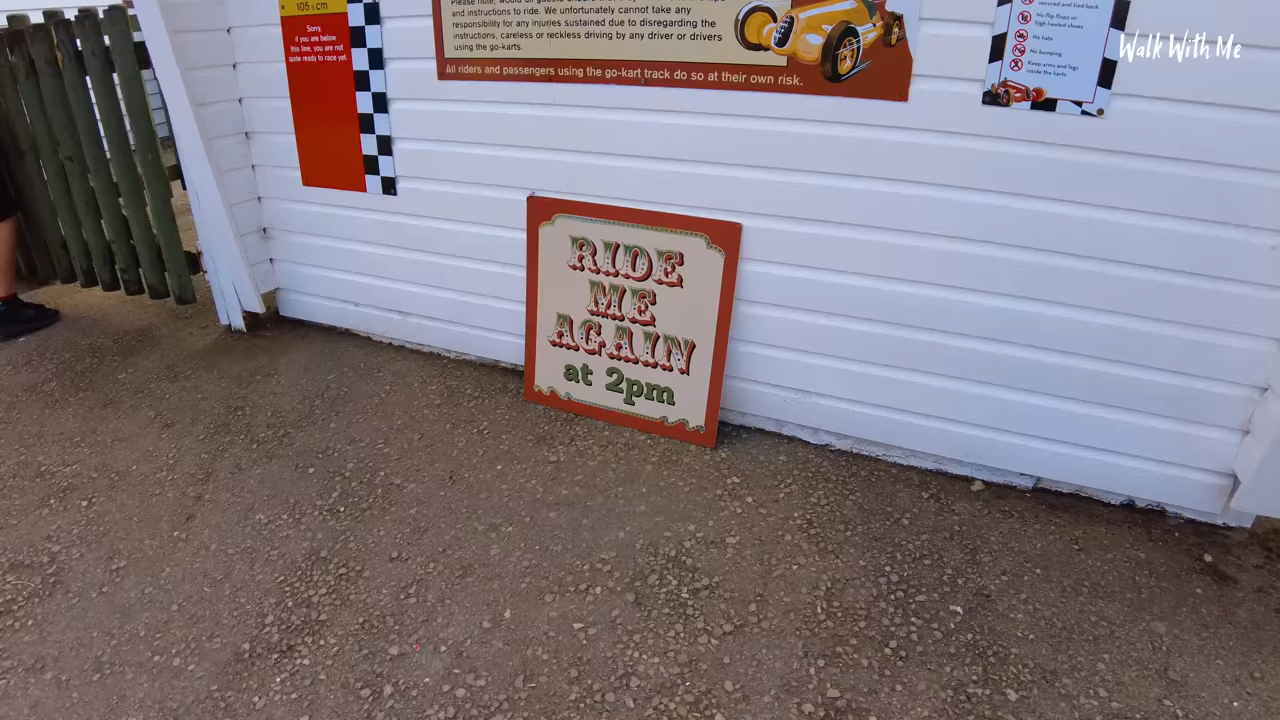 105 cm
Sorry,
if you are below
this line, you are not
quite ready to race yet.
and instructions to ride. We unfortunately cannot take any
responsibility for any injuries sustained due to disregarding the
instructions, careless or reckless driving by any driver or drivers
using the go-karts.
All riders and passengers using the go-kart track do so at their own risk.
secured and tied back
No flip flops or
high heeled shoes
No hats
No bumping
Keep arms and legs
inside the karts
Walk With Me
RIDE
ME
AGAIN
at 2pm